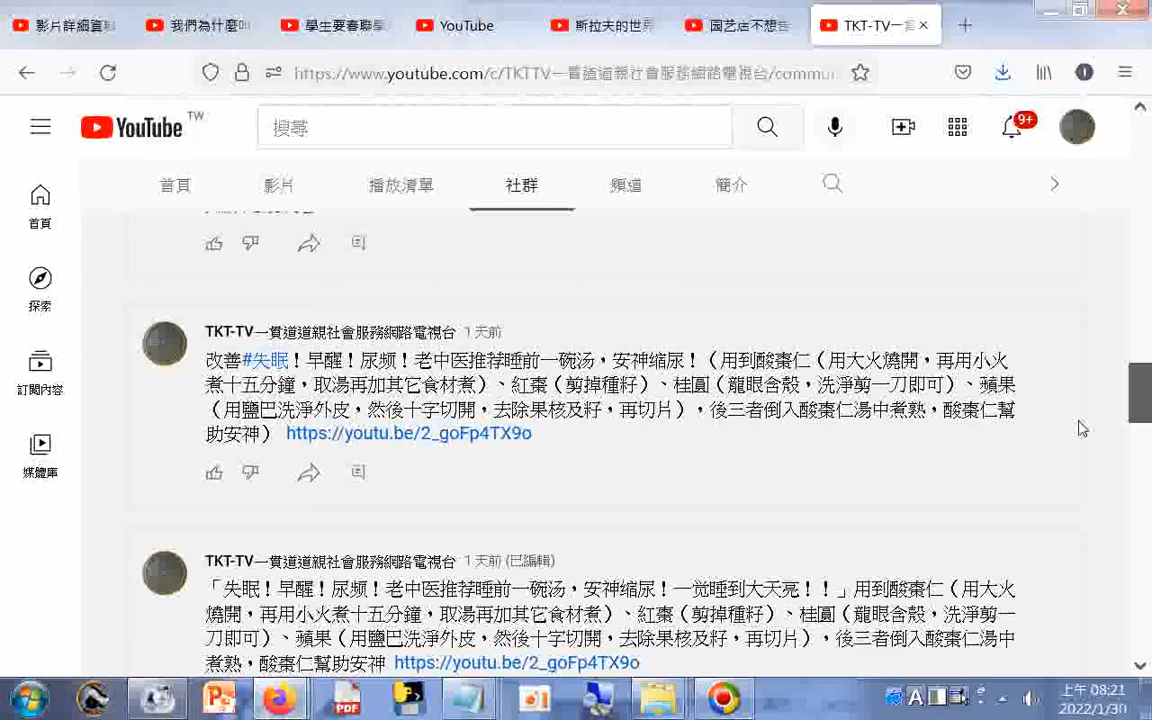 影片詳細資 我們為什麼 學生要春聯 YouTube 斯拉夫的世界 园艺店不想 TKT-TV一 ×
https://www.youtube.com/c/TKTTV一貫道道親社會服務網路電視台/commu
YouTube TW
搜尋
9+
首頁 影片 播放清單 社群 頻道 簡介
首頁
探索
訂閱內容
媒體庫
TKT-TV一貫道道親社會服務網路電視台 1 天前
改善#失眠！早醒！尿频！老中医推荐睡前一碗汤，安神缩尿！（用到酸棗仁（用大火燒開，再用小火
煮十五分鐘，取湯再加其它食材煮）、紅棗（剪掉種籽）、桂圓（龍眼含殼，洗淨剪一刀即可）、蘋果
（用鹽巴洗淨外皮，然後十字切開，去除果核及籽，再切片），後三者倒入酸棗仁湯中煮熟，酸棗仁幫
助安神） https://youtu.be/2_goFp4TX9o
TKT-TV一貫道道親社會服務網路電視台 1 天前 (已編輯)
「失眠！早醒！尿频！老中医推荐睡前一碗汤，安神缩尿！一觉睡到大天亮！！」用到酸棗仁（用大火
燒開，再用小火煮十五分鐘，取湯再加其它食材煮）、紅棗（剪掉種籽）、桂圓（龍眼含殼，洗淨剪一
刀即可）、蘋果（用鹽巴洗淨外皮，然後十字切開，去除果核及籽，再切片），後三者倒入酸棗仁湯中
煮熟，酸棗仁幫助安神 https://youtu.be/2_goFp4TX9o
PDF
A
上午 08:21
2022/1/30